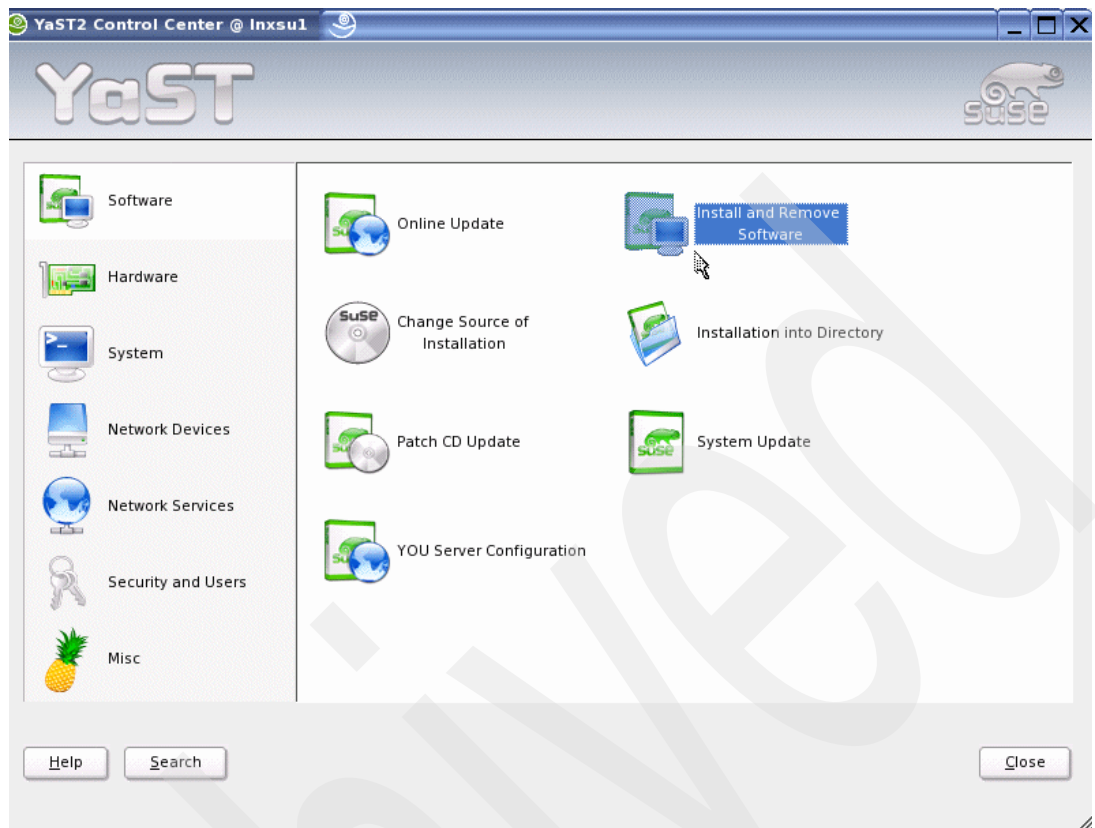 YaST2 Control Center @ lnxsu1
YaST
suse
Software
Hardware
System
Network Devices
Network Services
Security and Users
Misc
Online Update
Install and Remove
Software
SuSE
Change Source of
Installation
Installation into Directory
Patch CD Update
suse
System Update
YOU Server Configuration
Help
Search
Close